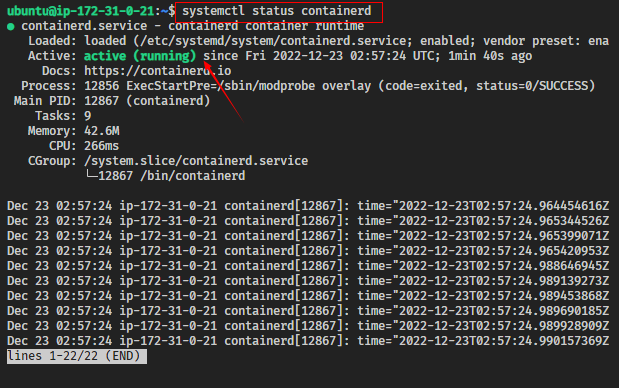 ubuntu@ip-172-31-0-21:~$ systemctl status containerd
● containerd.service - containerd container runtime
Loaded: loaded (/etc/systemd/system/containerd.service; enabled; vendor preset: ena
Active: active (running) since Fri 2022-12-23 02:57:24 UTC; 1min 40s ago
Docs: https://containerd.io
Process: 12856 ExecStartPre=/sbin/modprobe overlay (code=exited, status=0/SUCCESS)
Main PID: 12867 (containerd)
Tasks: 9
Memory: 42.6M
CPU: 266ms
CGroup: /system.slice/containerd.service
└─12867 /bin/containerd
Dec 23 02:57:24 ip-172-31-0-21 containerd[12867]: time="2022-12-23T02:57:24.964454616Z
Dec 23 02:57:24 ip-172-31-0-21 containerd[12867]: time="2022-12-23T02:57:24.965344526Z
Dec 23 02:57:24 ip-172-31-0-21 containerd[12867]: time="2022-12-23T02:57:24.965399071Z
Dec 23 02:57:24 ip-172-31-0-21 containerd[12867]: time="2022-12-23T02:57:24.965420953Z
Dec 23 02:57:24 ip-172-31-0-21 containerd[12867]: time="2022-12-23T02:57:24.988646945Z
Dec 23 02:57:24 ip-172-31-0-21 containerd[12867]: time="2022-12-23T02:57:24.989139273Z
Dec 23 02:57:24 ip-172-31-0-21 containerd[12867]: time="2022-12-23T02:57:24.989453868Z
Dec 23 02:57:24 ip-172-31-0-21 containerd[12867]: time="2022-12-23T02:57:24.989690185Z
Dec 23 02:57:24 ip-172-31-0-21 containerd[12867]: time="2022-12-23T02:57:24.989928909Z
Dec 23 02:57:24 ip-172-31-0-21 containerd[12867]: time="2022-12-23T02:57:24.990157369Z
lines 1-22/22 (END)